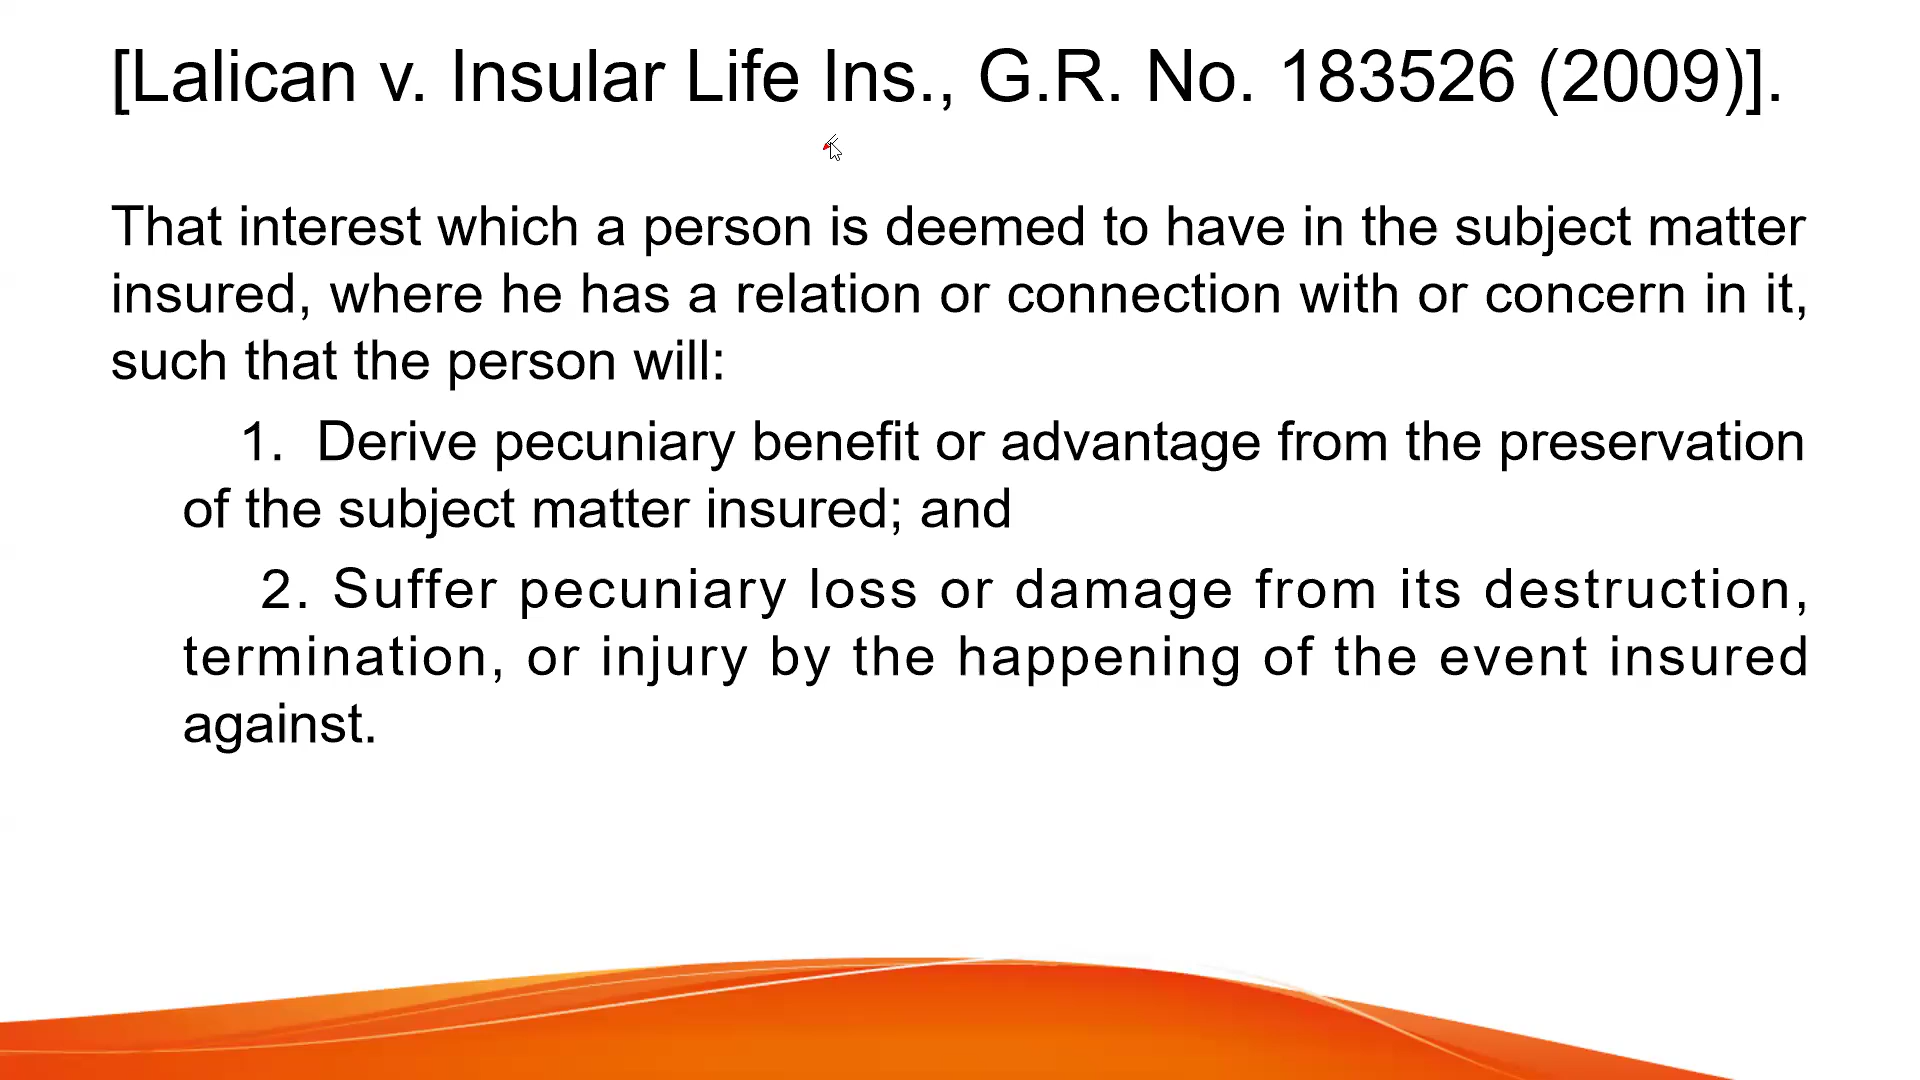 [Lalican v. Insular Life Ins., G.R. No. 183526 (2009)].
That interest which a person is deemed to have in the subject matter
insured, where he has a relation or connection with or concern in it,
such that the person will:
1. Derive pecuniary benefit or advantage from the preservation
of the subject matter insured; and
2. Suffer pecuniary loss or damage from its destruction,
termination, or injury by the happening of the event insured
against.